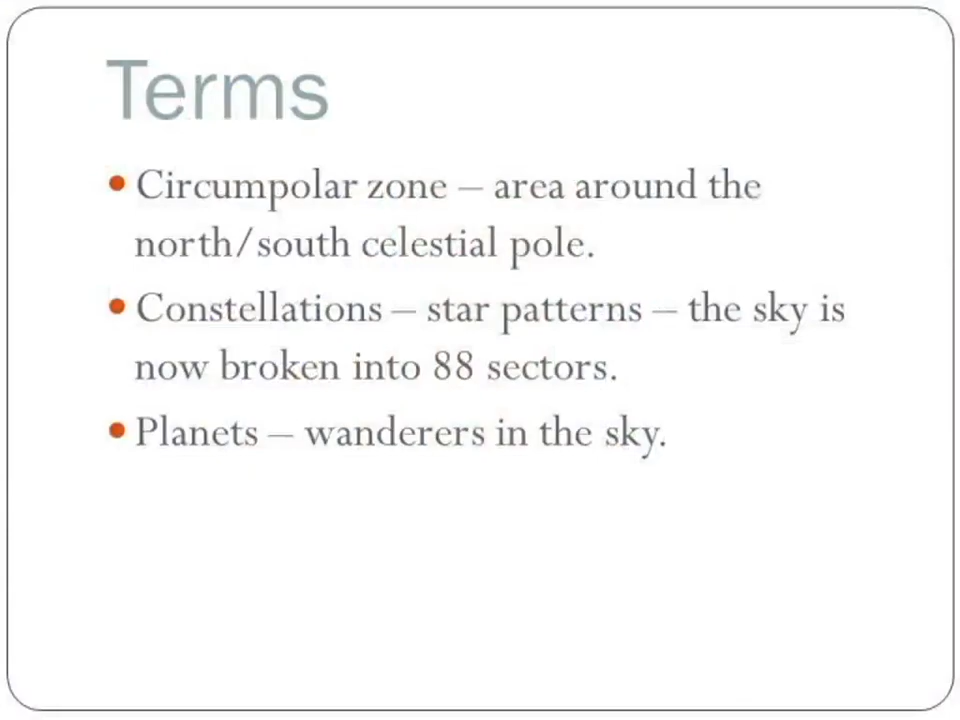 Terms
• Circumpolar zone – area around the
north/south celestial pole.
• Constellations – star patterns – the sky is
now broken into 88 sectors.
• Planets – wanderers in the sky.